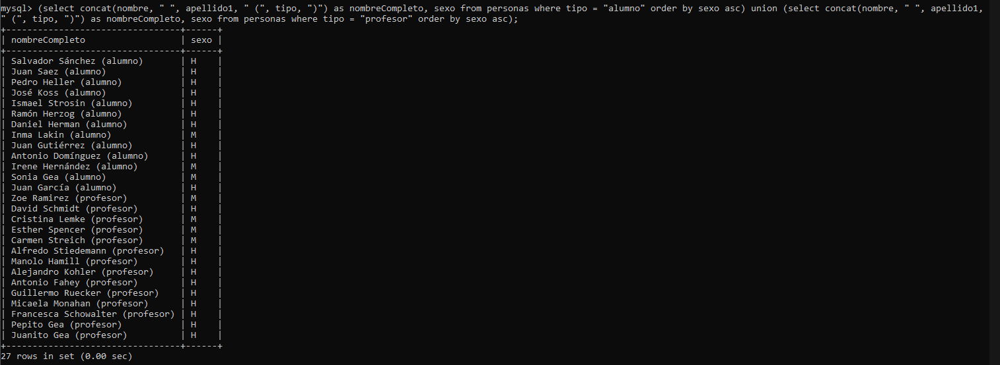 mysql> (select concat(nombre, " ", apellido1, " (", tipo, ")") as nombreCompleto, sexo from personas where tipo = "alumno" order by sexo asc) union (select concat(nombre, " ", apellido1,
" (", tipo, ")") as nombreCompleto, sexo from personas where tipo = "profesor" order by sexo asc);
+---------------------------------+------+
| nombreCompleto                  | sexo |
+---------------------------------+------+
| Salvador Sánchez (alumno)       | H    |
| Juan Saez (alumno)              | H    |
| Pedro Heller (alumno)           | H    |
| José Koss (alumno)              | H    |
| Ismael Strosin (alumno)         | H    |
| Ramón Herzog (alumno)           | H    |
| Daniel Herman (alumno)          | H    |
| Inma Lakin (alumno)             | M    |
| Juan Gutiérrez (alumno)         | H    |
| Antonio Domínguez (alumno)      | H    |
| Irene Hernández (alumno)        | M    |
| Sonia Gea (alumno)              | M    |
| Juan García (alumno)            | H    |
| Zoe Ramirez (profesor)          | M    |
| David Schmidt (profesor)        | H    |
| Cristina Lemke (profesor)       | M    |
| Esther Spencer (profesor)       | M    |
| Carmen Streich (profesor)       | M    |
| Alfredo Stiedemann (profesor)   | H    |
| Manolo Hamill (profesor)        | H    |
| Alejandro Kohler (profesor)     | H    |
| Antonio Fahey (profesor)        | H    |
| Guillermo Ruecker (profesor)    | H    |
| Micaela Monahan (profesor)      | H    |
| Francesca Schowalter (profesor) | H    |
| Pepito Gea (profesor)           | H    |
| Juanito Gea (profesor)          | H    |
+---------------------------------+------+
27 rows in set (0.00 sec)